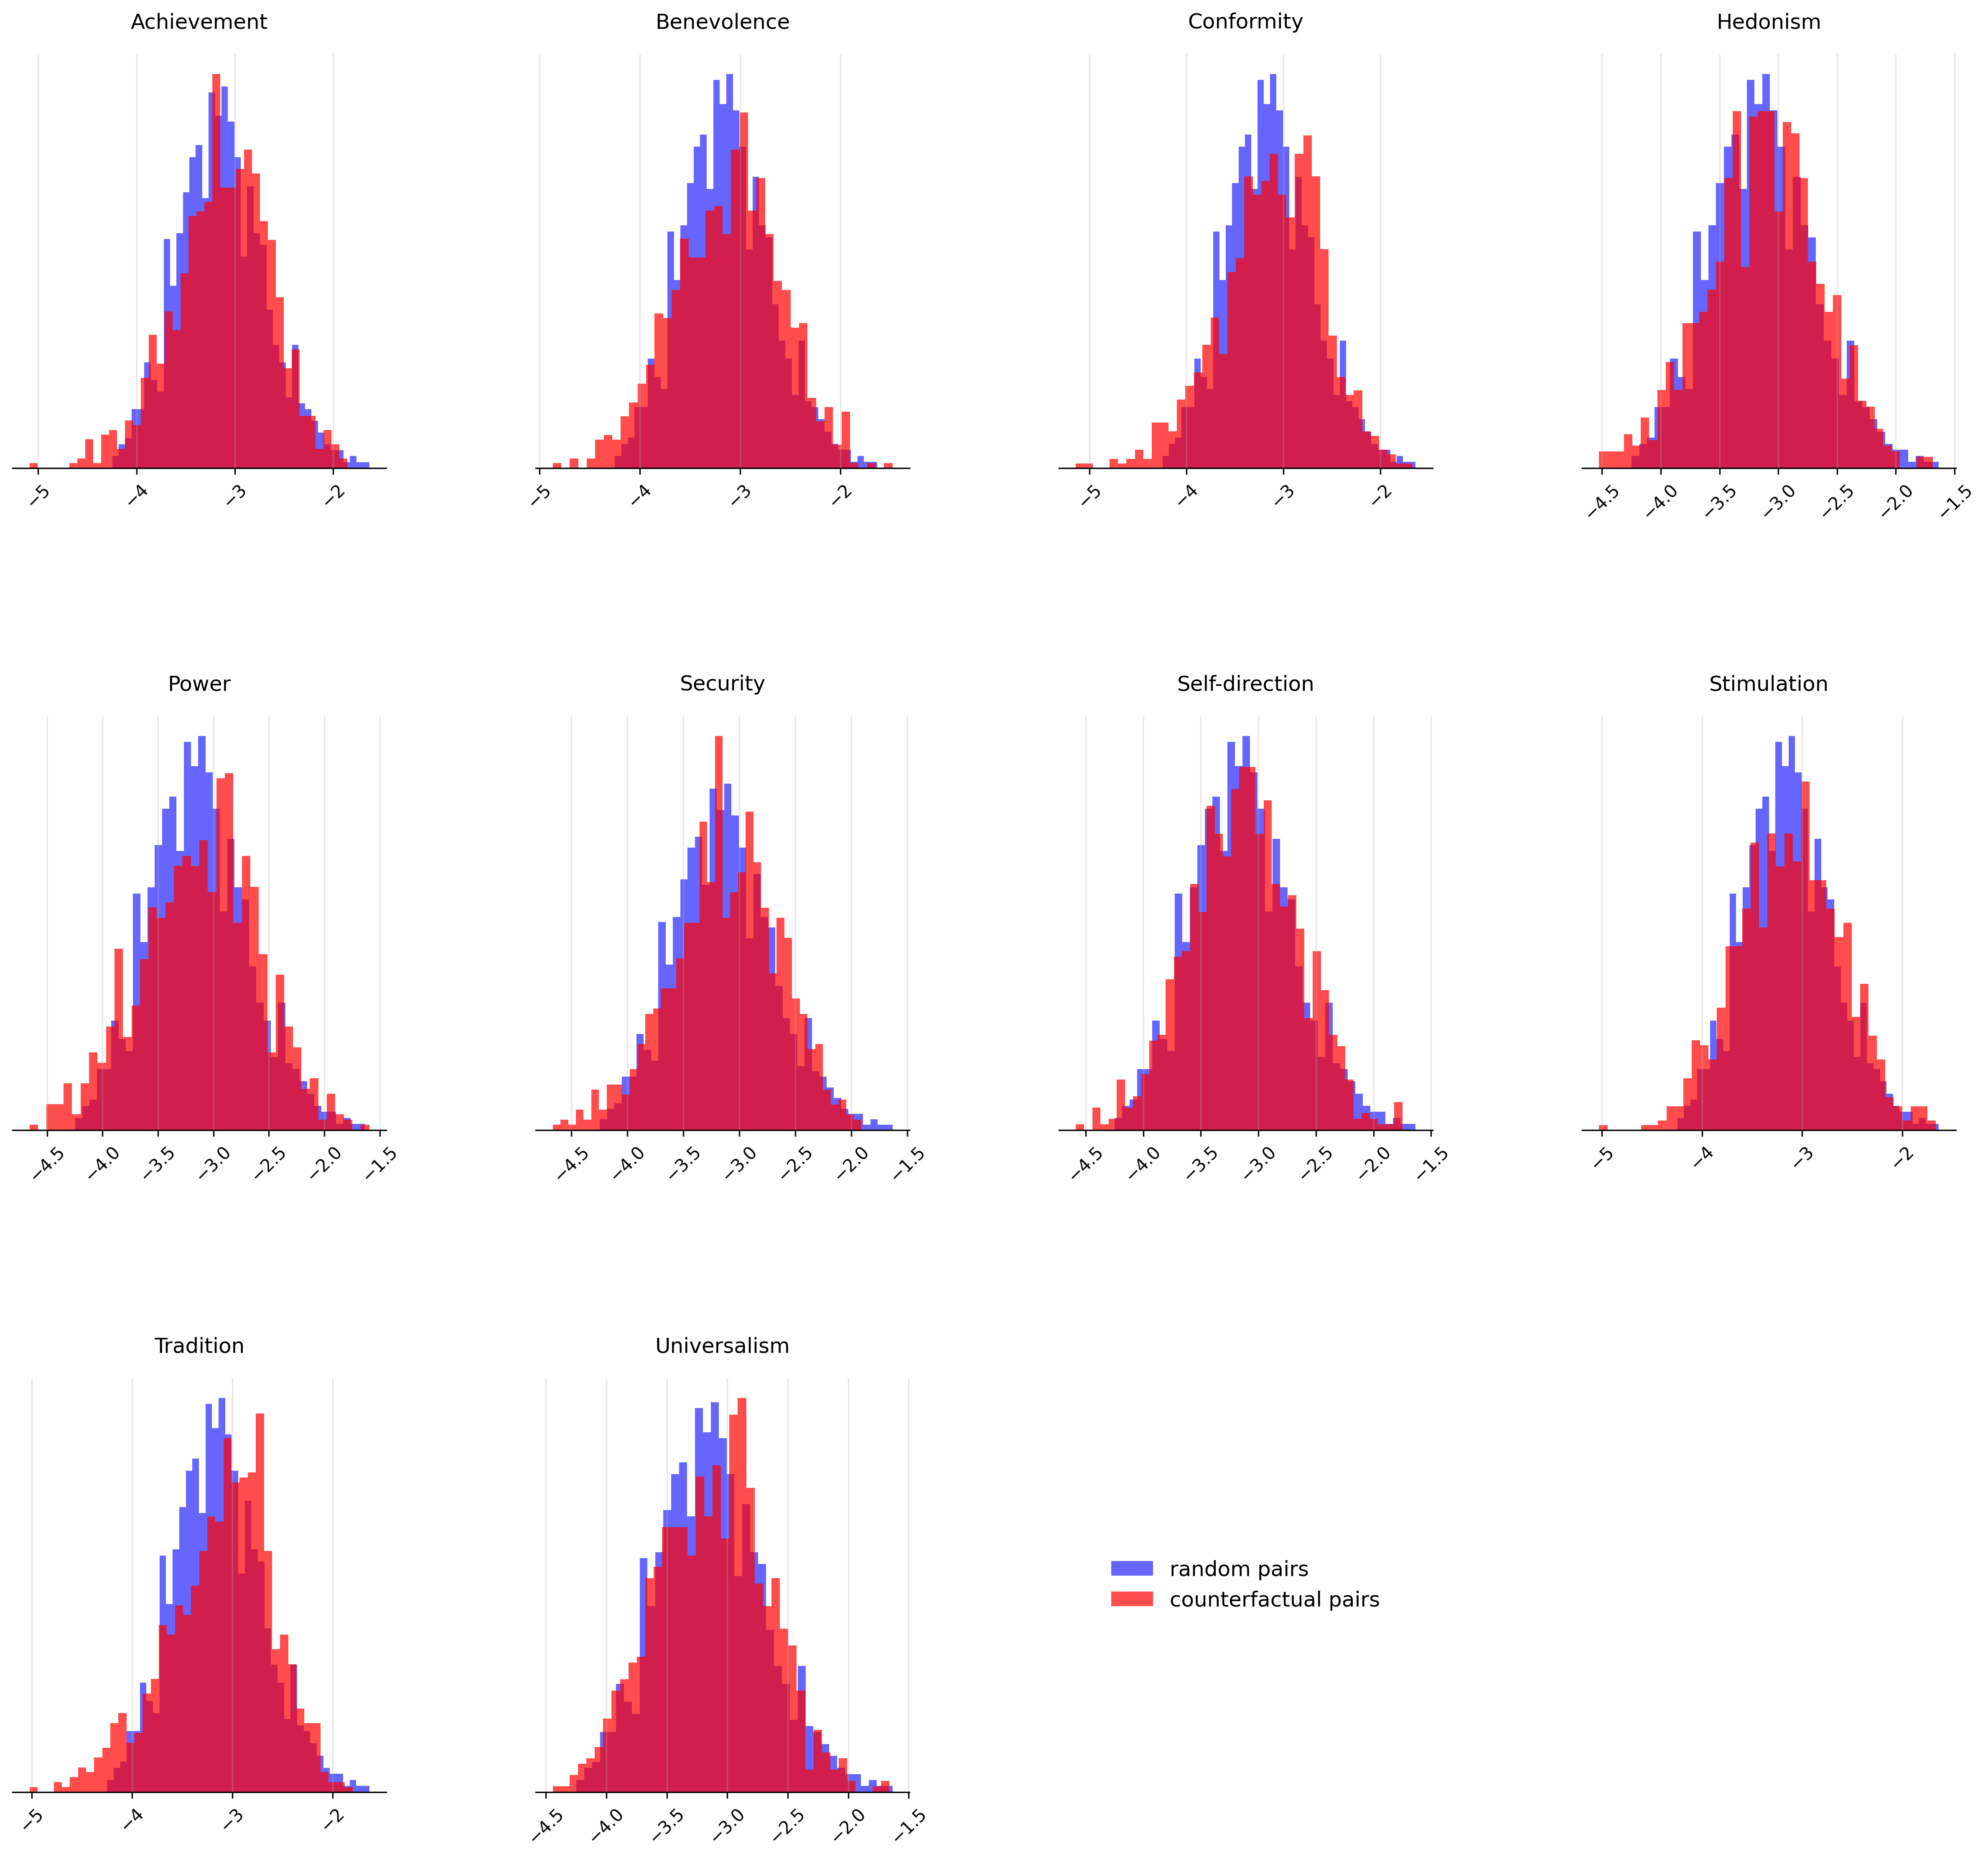 Achievement Benevolence Conformity Hedonism
−5 −4 −3 −2 −5 −4 −3 −2 −5 −4 −3 −2 −4.5 −4.0 −3.5 −3.0 −2.5 −2.0 −1.5
Power Security Self-direction Stimulation
−4.5 −4.0 −3.5 −3.0 −2.5 −2.0 −1.5 −4.5 −4.0 −3.5 −3.0 −2.5 −2.0 −1.5 −4.5 −4.0 −3.5 −3.0 −2.5 −2.0 −1.5 −5 −4 −3 −2
Tradition Universalism
random pairs
counterfactual pairs
−5 −4 −3 −2 −4.5 −4.0 −3.5 −3.0 −2.5 −2.0 −1.5